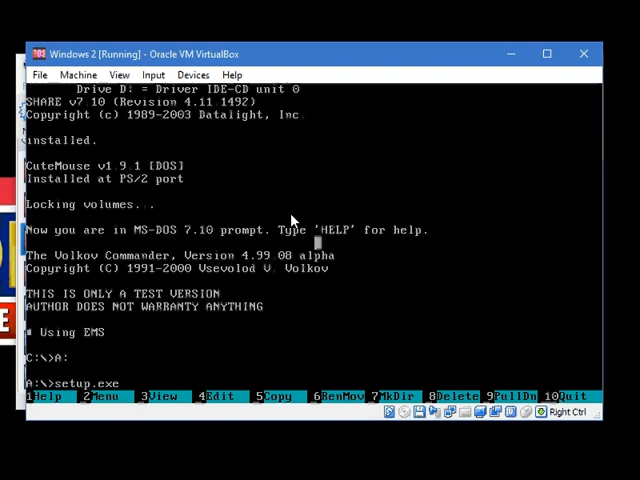 Windows 2 [Running] - Oracle VM VirtualBox
File Machine View Input Devices Help
Drive D: = Driver IDE-CD unit 0
SHARE v7.10 (Revision 4.11.1492)
Copyright (c) 1989-2003 Datalight, Inc.
installed.
CuteMouse v1.9.1 [DOS]
Installed at PS/2 port
Locking volumes...
Now you are in MS-DOS 7.10 prompt. Type 'HELP' for help.
The Volkov Commander, Version 4.99.08 alpha
Copyright (C) 1991-2000 Vsevolod V. Volkov
THIS IS ONLY A TEST VERSION
AUTHOR DOES NOT WARRANTY ANYTHING
Using EMS
C:\>A:
A:\>setup.exe
1Help 2Menu 3View 4Edit 5Copy 6RenMov 7MkDir 8Delete 9PullDn 10Quit
Right Ctrl